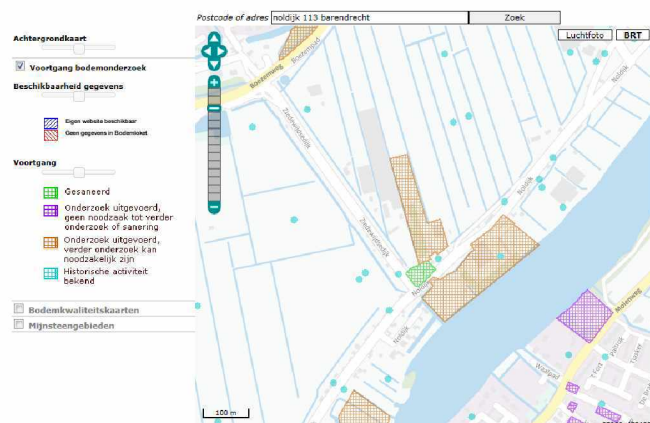 Postcode of adres noldijk 113 barendrecht Zoek
Luchtfoto BRT
Achtergrondkaart
Voortgang bodemonderzoek
Beschikbaarheid gegevens
Eigen website beschikbaar
Geen gegevens in Bodemloket
Voortgang
Gesaneerd
Onderzoek uitgevoerd,
geen noodzaak tot verder
onderzoek of sanering
Onderzoek uitgevoerd,
verder onderzoek kan
noodzakelijk zijn
Historische activiteit
bekend
Bodemkwaliteitskaarten
Mijnsteengebieden
Noldijk
Noldijk
Noldijk
Molenweg
100 m